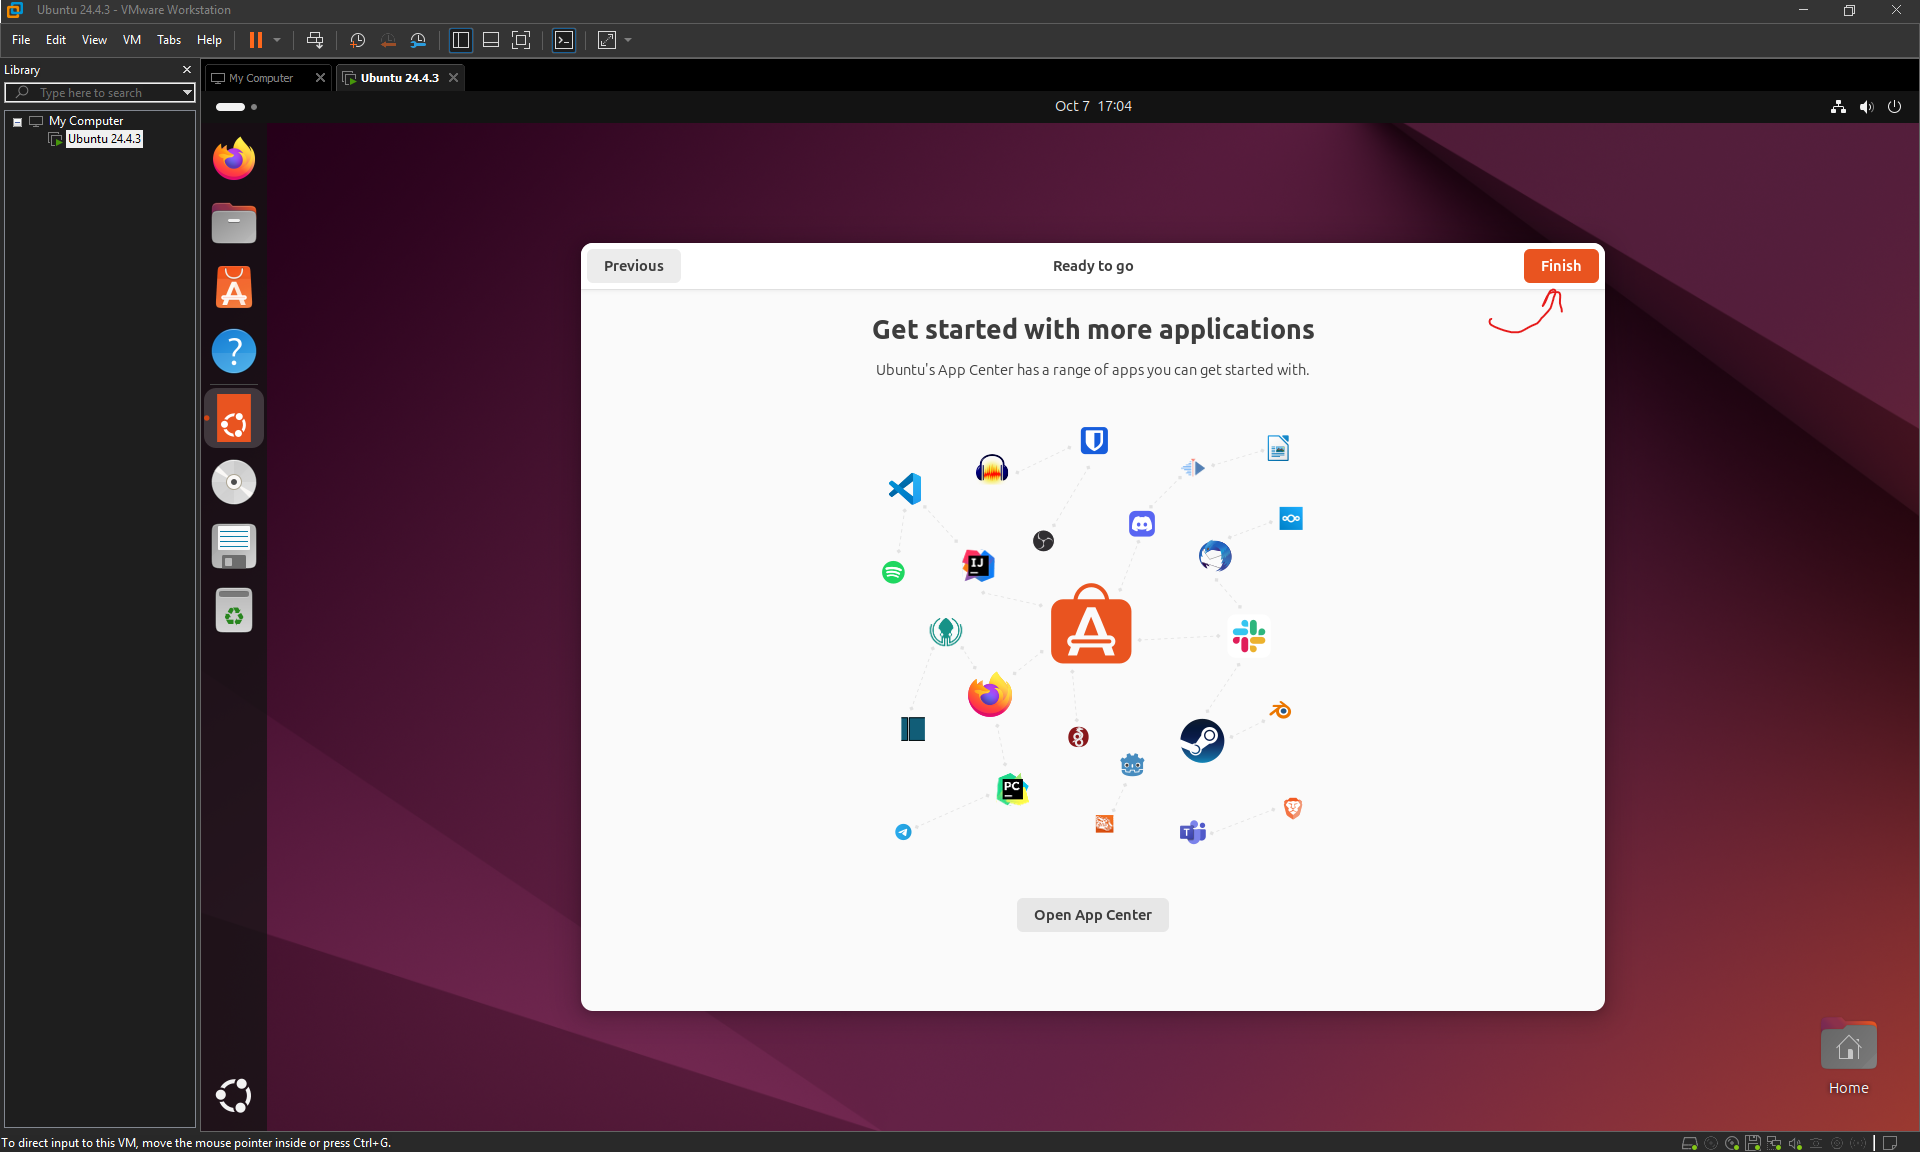 Ubuntu 24.4.3 - VMware Workstation
File Edit View VM Tabs Help
Library
My Computer
Ubuntu 24.4.3
Type here to search
My Computer
Ubuntu 24.4.3
Oct 7 17:04
Previous
Ready to go
Finish
Get started with more applications
Ubuntu's App Center has a range of apps you can get started with.
IJ
PC
T
Open App Center
Home
To direct input to this VM, move the mouse pointer inside or press Ctrl+G.